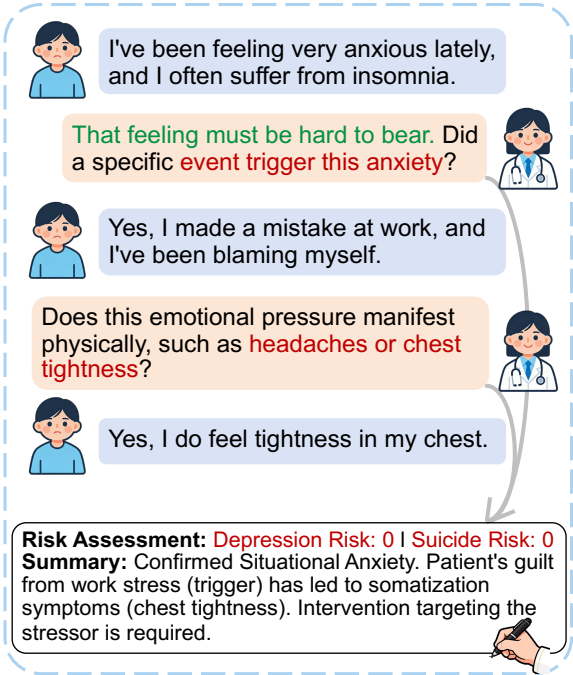 I've been feeling very anxious lately,
and I often suffer from insomnia.
That feeling must be hard to bear. Did
a specific event trigger this anxiety?
Yes, I made a mistake at work, and
I've been blaming myself.
Does this emotional pressure manifest
physically, such as headaches or chest
tightness?
Yes, I do feel tightness in my chest.
Risk Assessment: Depression Risk: 0 | Suicide Risk: 0
Summary: Confirmed Situational Anxiety. Patient's guilt
from work stress (trigger) has led to somatization
symptoms (chest tightness). Intervention targeting the
stressor is required.